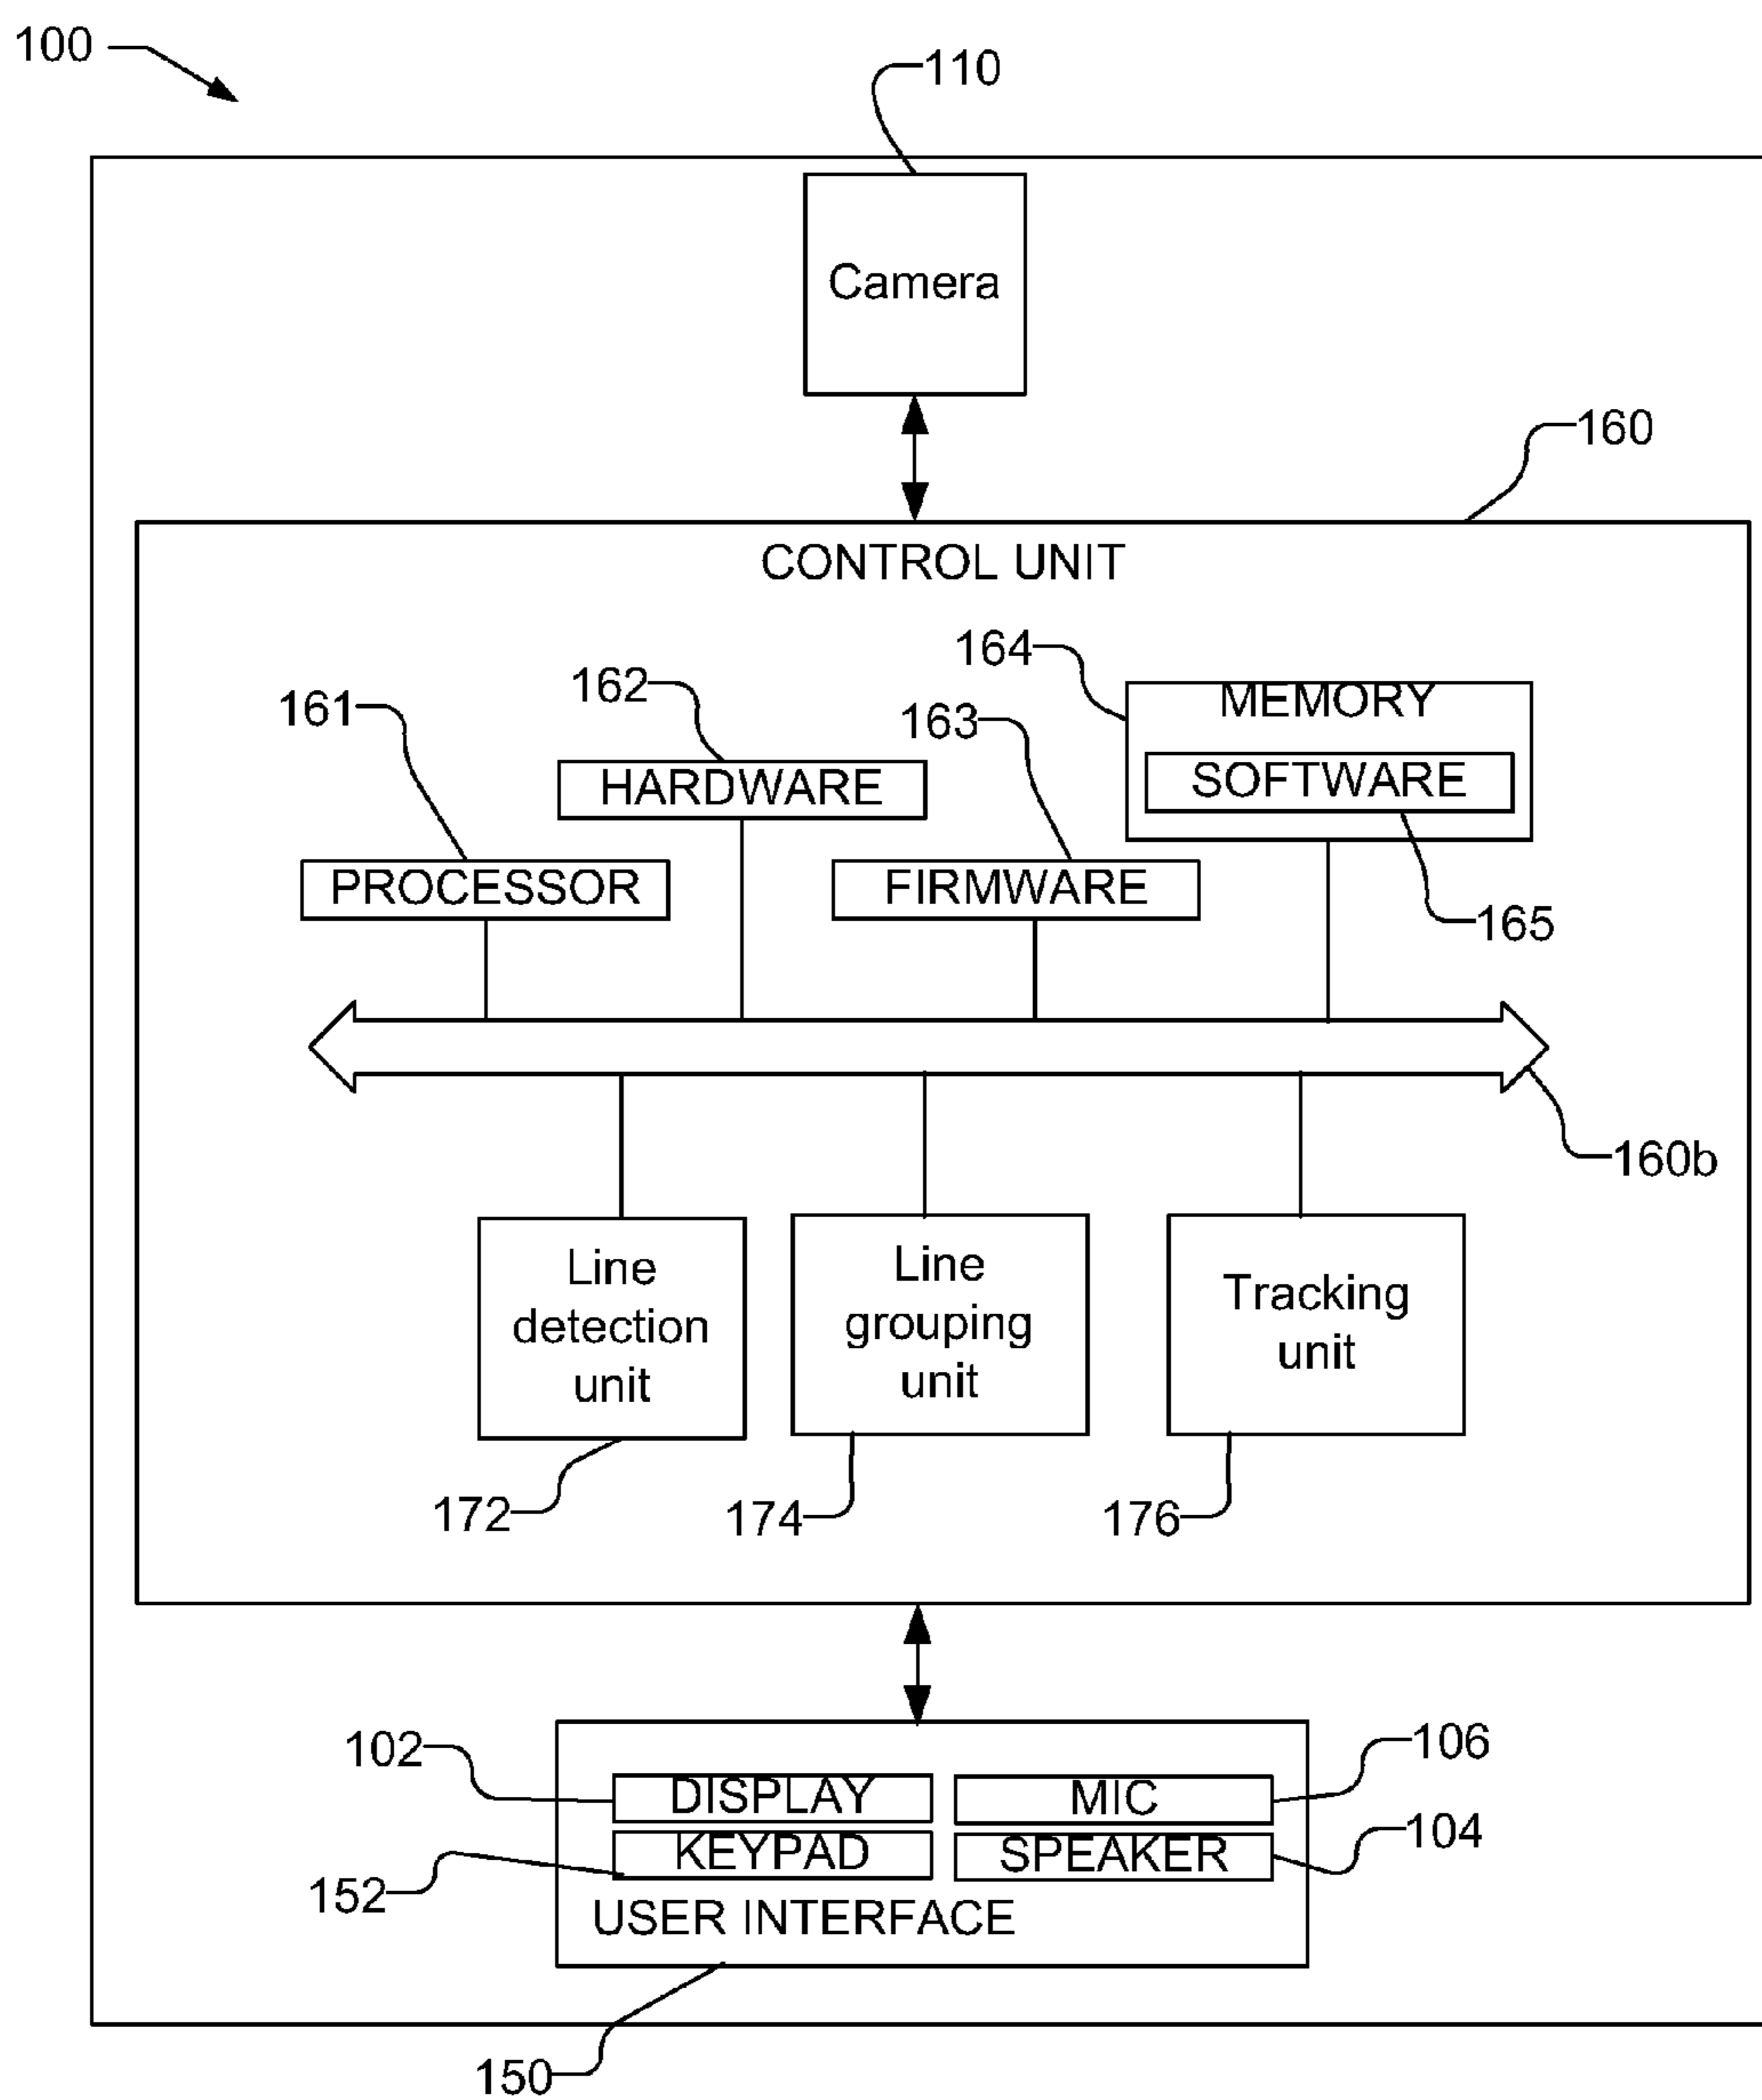 100
110
Camera
160
CONTROL UNIT
164
162
161
163
MEMORY
HARDWARE
SOFTWARE
PROCESSOR
FIRMWARE
165
160b
Line
detection
unit
Line
grouping
unit
Tracking
unit
172
174
176
102
106
DISPLAY
MIC
104
KEYPAD
SPEAKER
152
USER INTERFACE
150